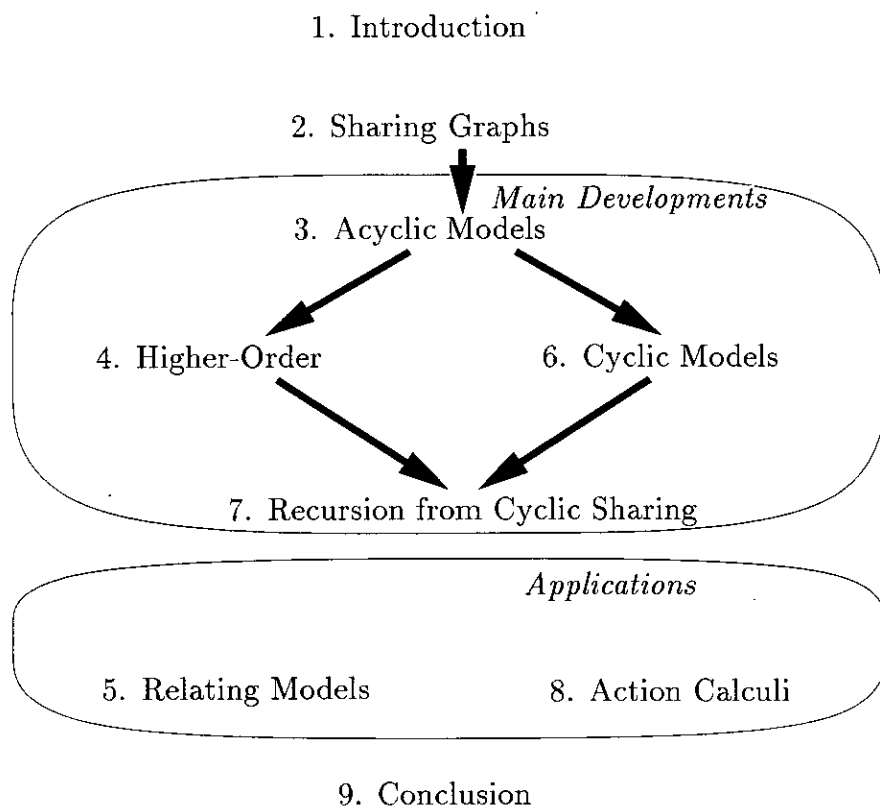 1. Introduction
2. Sharing Graphs
Main Developments
3. Acyclic Models
4. Higher-Order
6. Cyclic Models
7. Recursion from Cyclic Sharing
Applications
5. Relating Models
8. Action Calculi
9. Conclusion